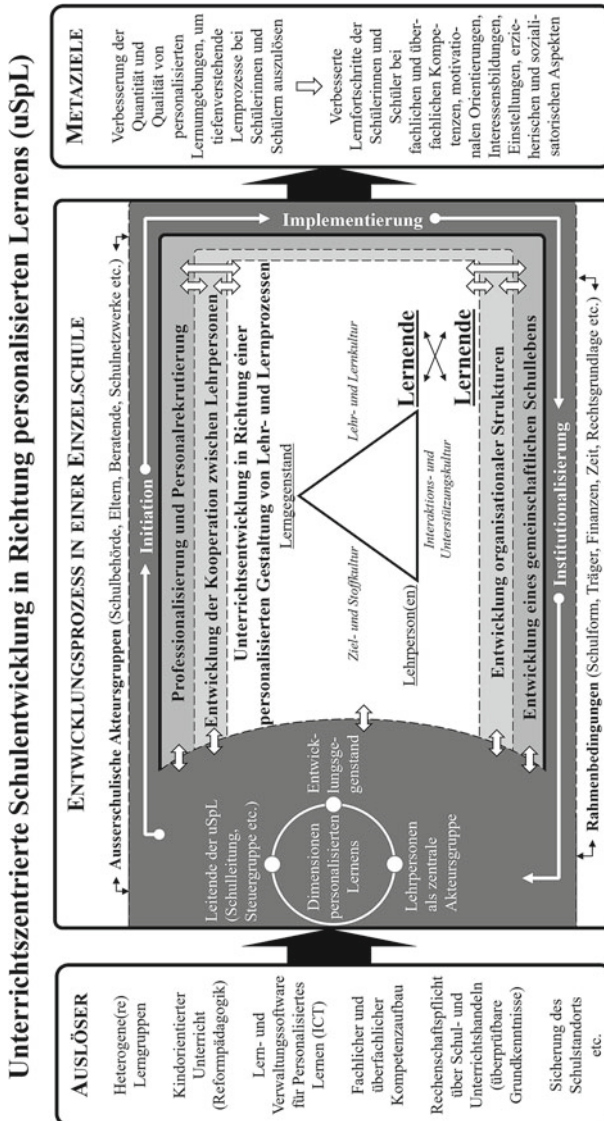 Unterrichtszentrierte Schulentwicklung in Richtung personalisierten Lernens (uSpL)
AUSLÖSER
Heterogene(re)
Lerngruppen
Kindorientierter
Unterricht
(Reformpädagogik)
Lern- und
Verwaltungssoftware
für Personalisiertes
Lernen (ICT)
Fachlicher und
überfachlicher
Kompetenzaufbau
Rechenschaftspflicht
über Schul- und
Unterrichtshandeln
(überprüfbare
Grundkenntnisse)
Sicherung des
Schulstandorts
etc.
ENTWICKLUNGSPROZESS IN EINER EINZELSCHULE
Ausserschulische Akteursgruppen (Schulbehörde, Eltern, Beratende, Schulnetzwerke etc.)
Initiation
Implementierung
Institutionalisierung
Leitende der uSpL
(Schulleitung,
Steuergruppe etc.)
Dimensionen
personalisierten
Lernens
Entwick-
lungsge-
genstand
Lehrpersonen
als zentrale
Akteursgruppe
Professionalisierung und Personalrekrutierung
Entwicklung der Kooperation zwischen Lehrpersonen
Unterrichtsentwicklung in Richtung einer
personalisierten Gestaltung von Lehr- und Lernprozessen
Lerngegenstand
Ziel- und Stoffkultur
Lehr- und Lernkultur
Lehrperson(en)
Interaktions- und
Unterstützungskultur
Lernende
Lernende
Entwicklung organisationaler Strukturen
Entwicklung eines gemeinschaftlichen Schullebens
Rahmenbedingungen (Schulform, Träger, Finanzen, Zeit, Rechtsgrundlage etc.)
METAZIELE
Verbesserung der
Quantität und
Qualität von
personalisierten
Lernumgebungen, um
tiefenverstehende
Lernprozesse bei
Schülerinnen und
Schülern auszulösen
Verbesserte
Lernfortschritte der
Schülerinnen und
Schüler bei
fachlichen und über-
fachlichen Kompe-
tenzen, motivatio-
nalen Orientierungen,
Interessensbildungen,
Einstellungen, erzie-
herischen und soziali-
satorischen Aspekten